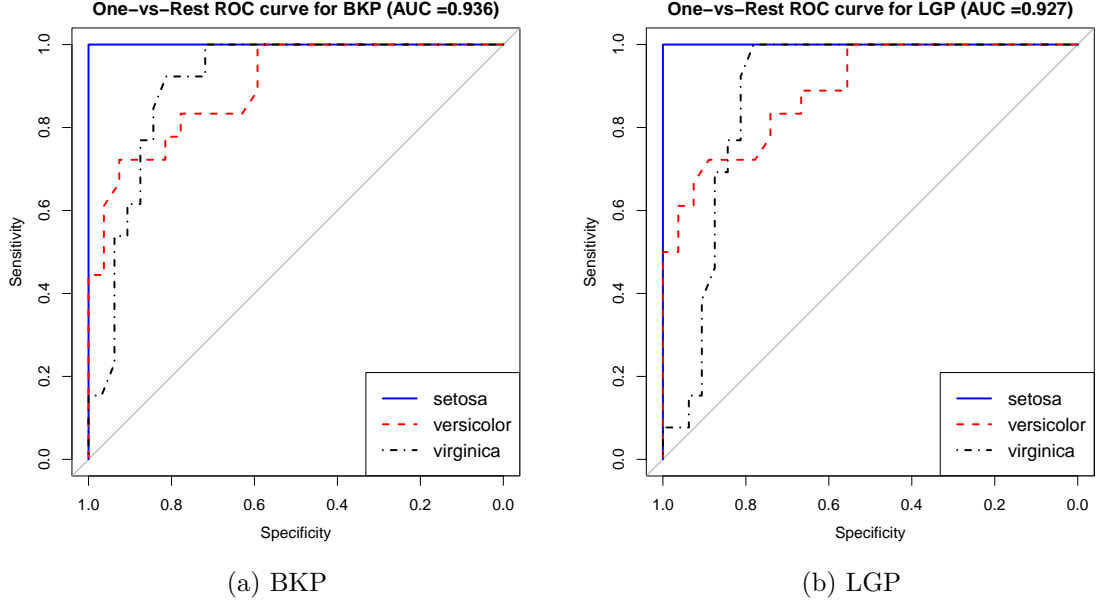 One−vs−Rest ROC curve for BKP (AUC =0.936)
Sensitivity
1.0
0.8
0.6
0.4
0.2
0.0
setosa
versicolor
virginica
1.0 0.8 0.6 0.4 0.2 0.0
Specificity
(a) BKP
One−vs−Rest ROC curve for LGP (AUC =0.927)
Sensitivity
1.0
0.8
0.6
0.4
0.2
0.0
setosa
versicolor
virginica
1.0 0.8 0.6 0.4 0.2 0.0
Specificity
(b) LGP